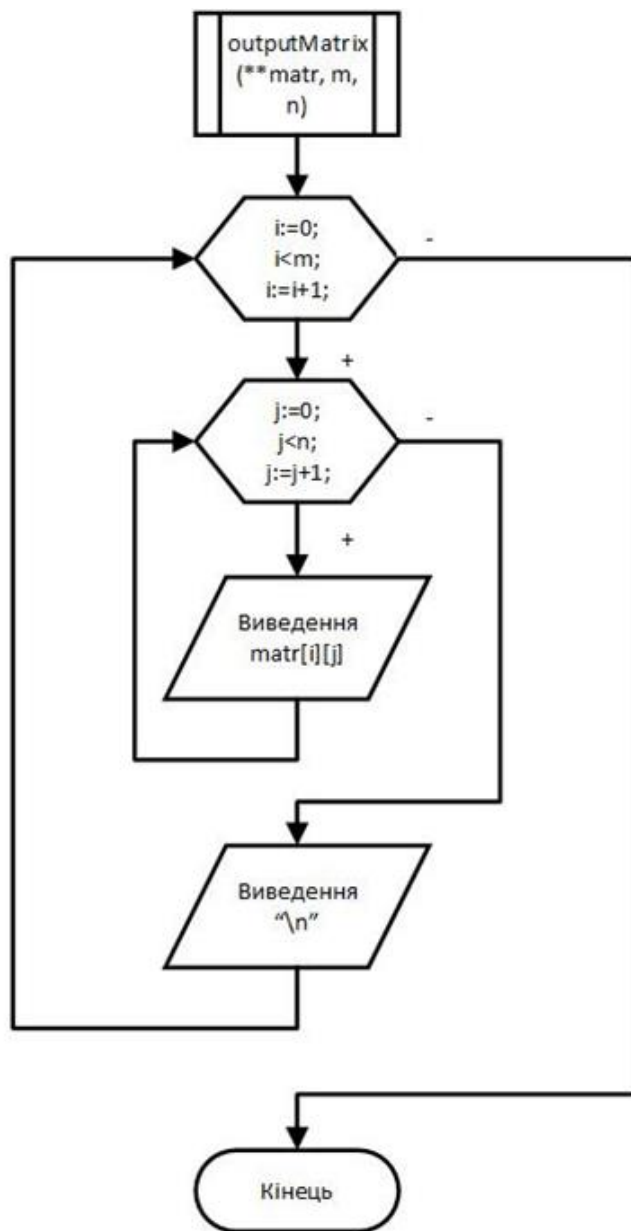 outputMatrix
(**matr, m,
n)
i:=0;
i<m;
i:=i+1;
-
+
j:=0;
j<n;
j:=j+1;
-
+
Виведення
matr[i][j]
Виведення
“\n”
Кінець